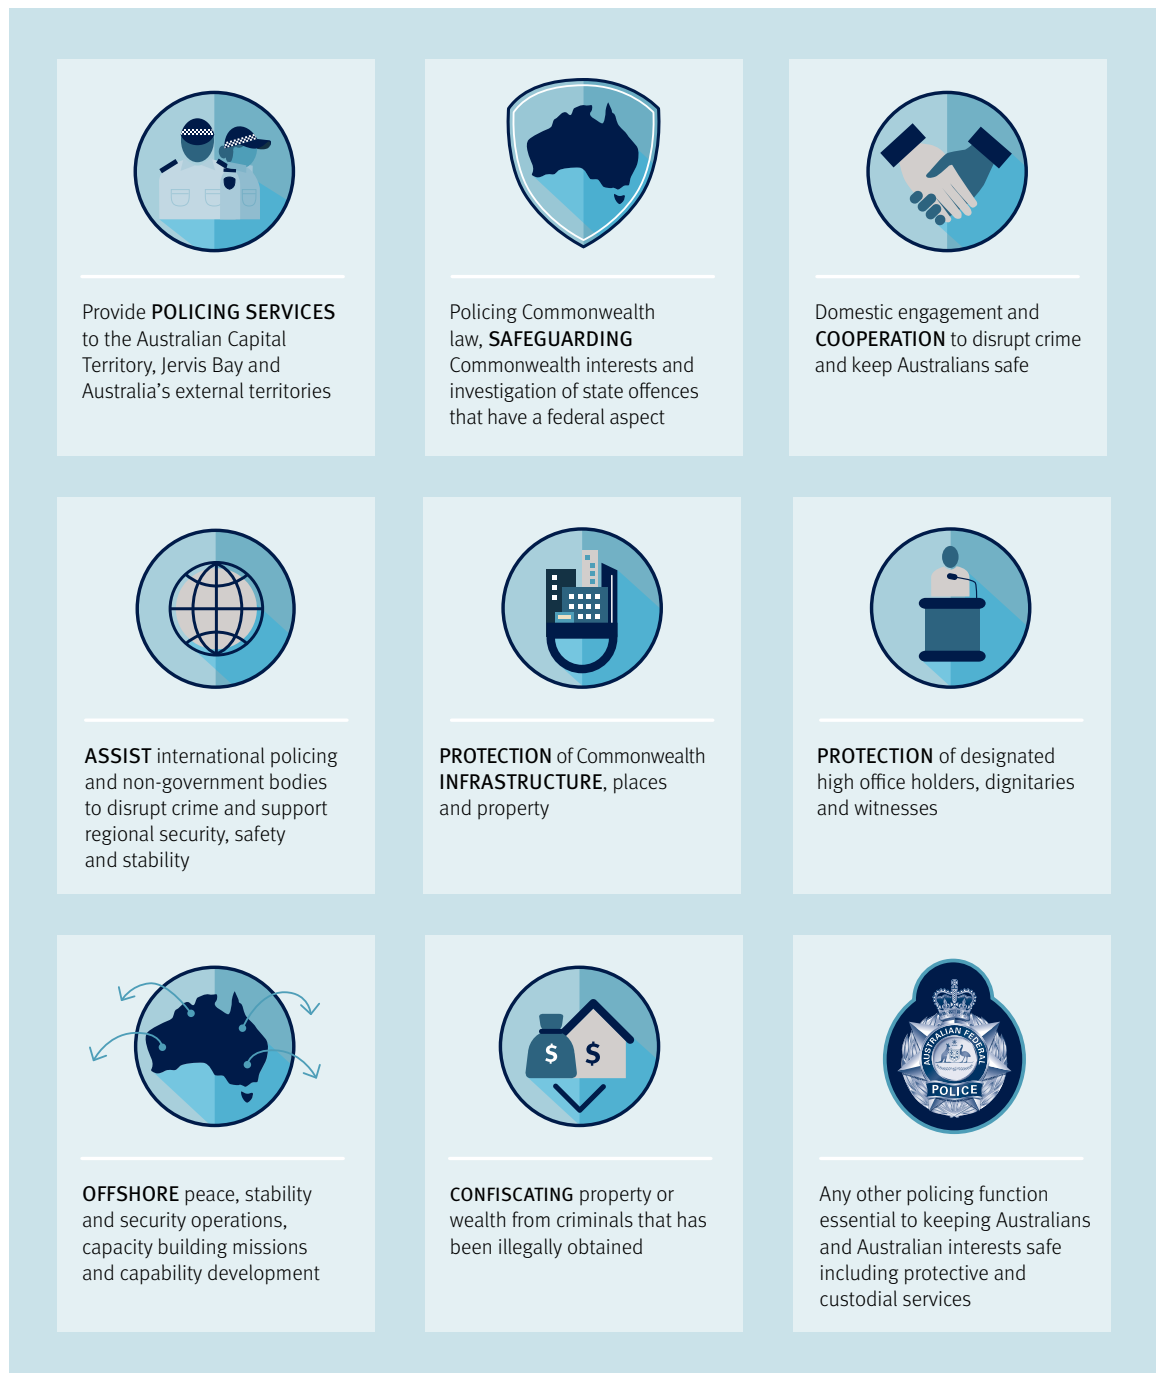 Provide POLICING SERVICES
to the Australian Capital
Territory, Jervis Bay and
Australia’s external territories
Policing Commonwealth
law, SAFEGUARDING
Commonwealth interests and
investigation of state offences
that have a federal aspect
Domestic engagement and
COOPERATION to disrupt crime
and keep Australians safe
ASSIST international policing
and non-government bodies
to disrupt crime and support
regional security, safety
and stability
PROTECTION of Commonwealth
INFRASTRUCTURE, places
and property
PROTECTION of designated
high office holders, dignitaries
and witnesses
OFFSHORE peace, stability
and security operations,
capacity building missions
and capability development
$ $
CONFISCATING property or
wealth from criminals that has
been illegally obtained
AUSTRALIAN FEDERAL
POLICE
Any other policing function
essential to keeping Australians
and Australian interests safe
including protective and
custodial services